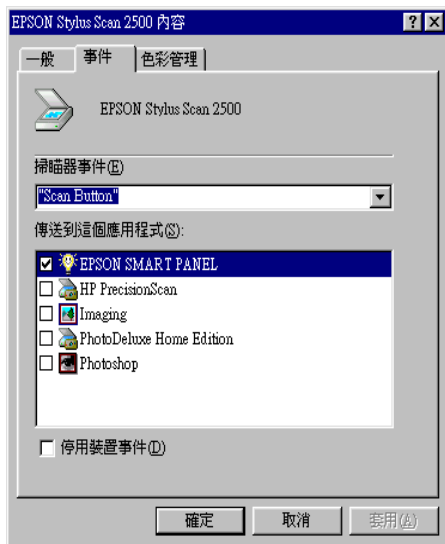 EPSON Stylus Scan 2500 內容
一般 事件 色彩管理
EPSON Stylus Scan 2500
掃瞄器事件(E)
"Scan Button"
傳送到這個應用程式(S):
EPSON SMART PANEL
HP PrecisionScan
Imaging
PhotoDeluxe Home Edition
Photoshop
停用裝置事件(D)
確定 取消 套用(A)